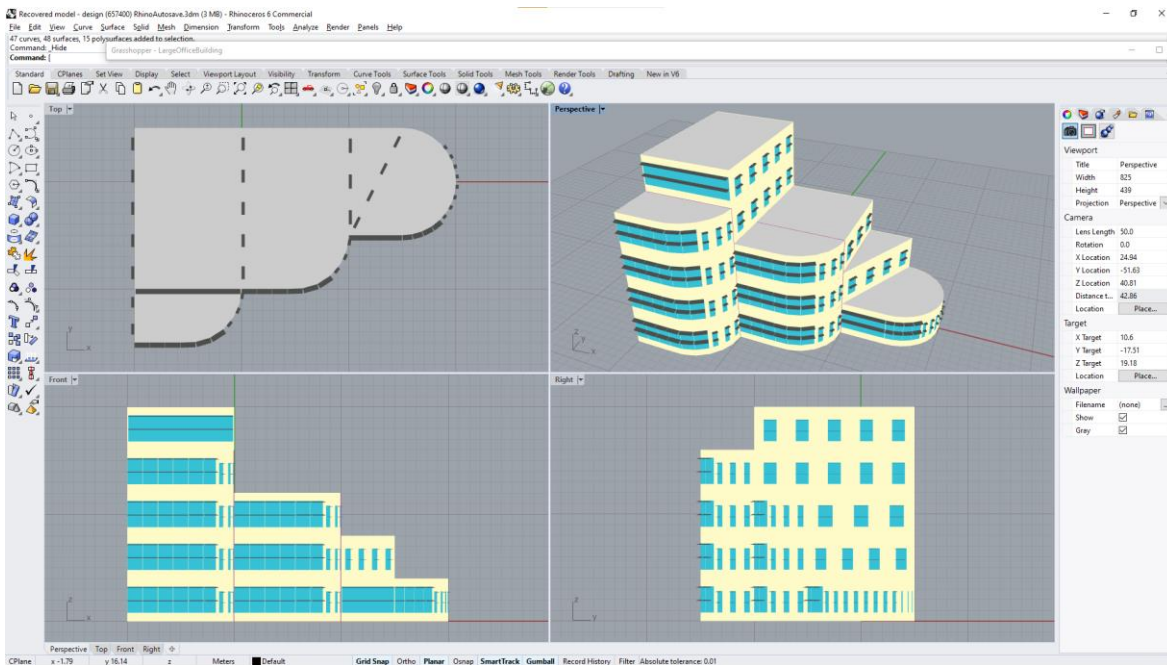 Recovered model - design (657400) RhinoAutosave.3dm (3 MB) - Rhinoceros 6 Commercial
File Edit View Curve Surface Solid Mesh Dimension Transform Tools Analyze Render Panels Help
47 curves, 48 surfaces, 15 polysurfaces added to selection.
Command: _Hide
Grasshopper - LargeOfficeBuilding
Command:
Standard CPlanes Set View Display Select Viewport Layout Visibility Transform Curve Tools Surface Tools Solid Tools Mesh Tools Render Tools Drafting New in V6
Top
Perspective
Viewport
Title Perspective
Width 825
Height 439
Projection Perspective
Camera
Lens Length 50.0
Rotation 0.0
X Location 24.94
Y Location -51.63
Z Location 40.81
Distance t... 42.86
Location Place...
Target
X Target 10.6
Y Target -17.51
Z Target 19.18
Location Place...
Wallpaper
Filename (none)
Show
Gray
y
x
z
y
x
Front
Right
z
x
z
y
Perspective Top Front Right
CPlane x -1.79 y 16.14 z Meters Default Grid Snap Ortho Planar Osnap SmartTrack Gumball Record History Filter Absolute tolerance: 0.01